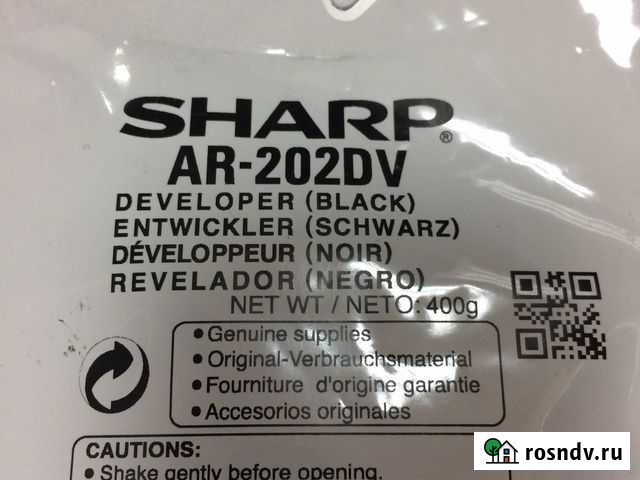 SHARP®
AR-202DV
DEVELOPER (BLACK)
ENTWICKLER (SCHWARZ)
DÉVELOPPEUR (NOIR)
REVELADOR (NEGRO)
NET WT / NETO: 400g
• Genuine supplies
• Original-Verbrauchsmaterial
• Fourniture d'origine garantie
• Accesorios originales
CAUTIONS:
• Shake gently before opening.
rosndv.ru